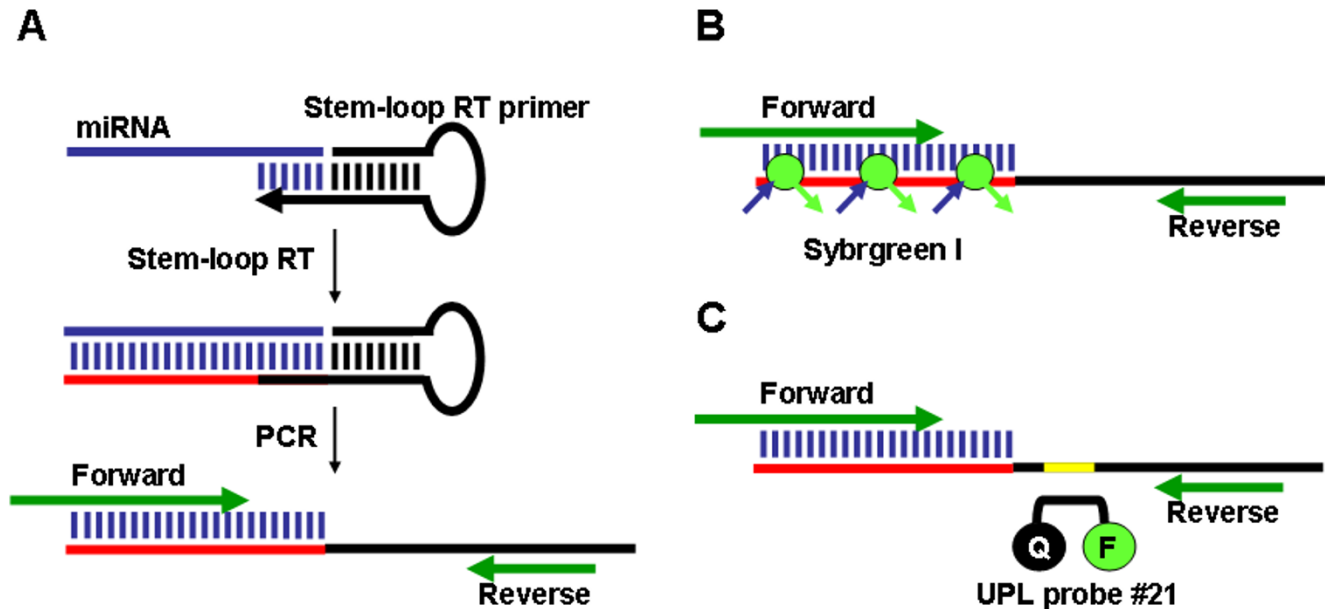 A
miRNA
Stem-loop RT primer
Stem-loop RT
PCR
Forward
Reverse
B
Forward
Reverse
Sybrgreen I
C
Forward
Reverse
Q
F
UPL probe #21